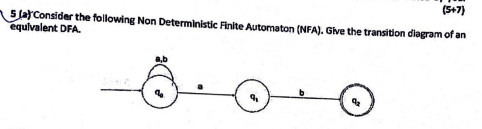 (5+7)
5 (a) Consider the following Non Deterministic Finite Automaton (NFA). Give the transition diagram of an
equivalent DFA.
a,b
a
b
q₀
q₁
q₂